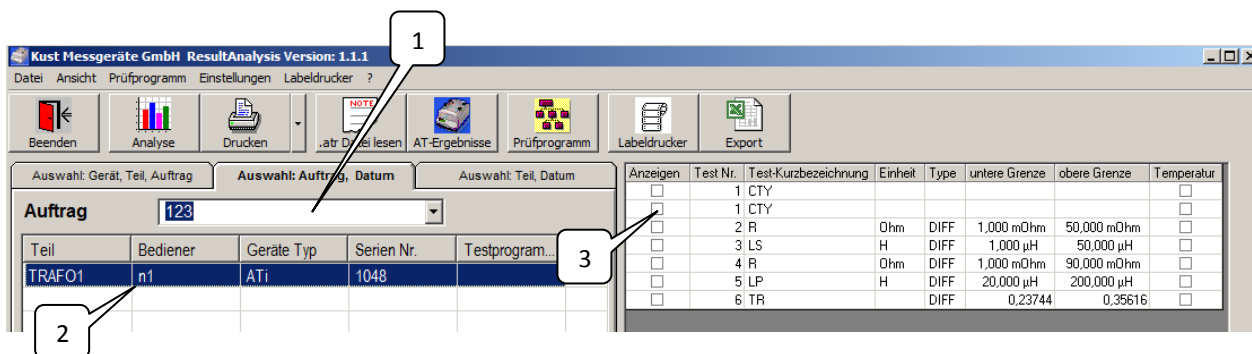 1
Kust Messgeräte GmbH ResultAnalysis Version: 1.1.1
Datei Ansicht Prüfprogramm Einstellungen Labeldrucker ?
NOTE
Beenden Analyse Drucken .atr Datei lesen AT-Ergebnisse Prüfprogramm Labeldrucker Export
Auswahl: Gerät, Teil, Auftrag Auswahl: Auftrag, Datum Auswahl: Teil, Datum
Auftrag 123
Teil Bediener Geräte Typ Serien Nr. Testprogram...
TRAFO1 n1 ATi 1048
2
Anzeigen Test Nr. Test-Kurzbezeichnung Einheit Type untere Grenze obere Grenze Temperatur
1 CTY
1 CTY
2 R Ohm DIFF 1,000 mOhm 50,000 mOhm
3 LS H DIFF 1,000 µH 50,000 µH
4 R Ohm DIFF 1,000 mOhm 90,000 mOhm
5 LP H DIFF 20,000 µH 200,000 µH
6 TR DIFF 0,23744 0,35616
3